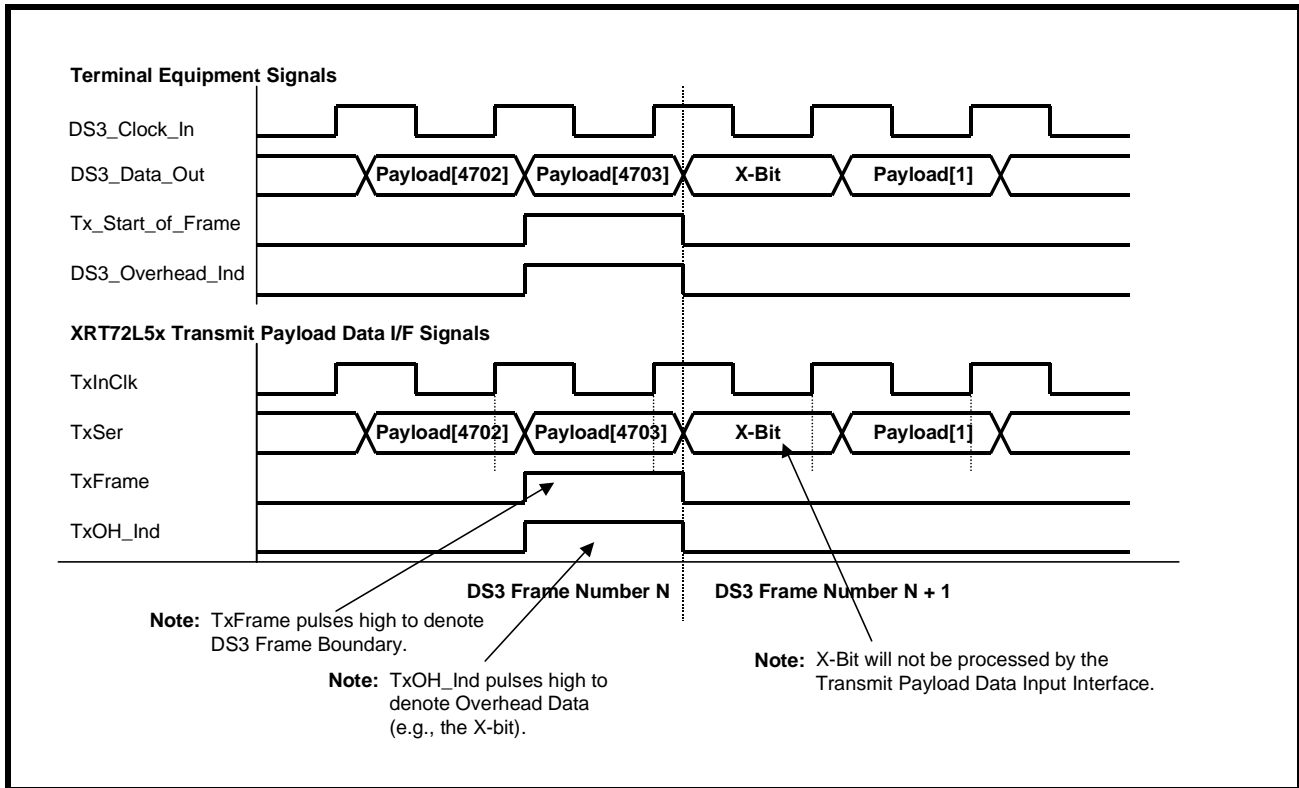 Terminal Equipment Signals
DS3_Clock_In
DS3_Data_Out
Payload[4702] Payload[4703] X-Bit Payload[1]
Tx_Start_of_Frame
DS3_Overhead_Ind
XRT72L5x Transmit Payload Data I/F Signals
TxInClk
TxSer
Payload[4702] Payload[4703] X-Bit Payload[1]
TxFrame
TxOH_Ind
DS3 Frame Number N DS3 Frame Number N + 1
Note: TxFrame pulses high to denote
DS3 Frame Boundary.
Note: TxOH_Ind pulses high to
denote Overhead Data
(e.g., the X-bit).
Note: X-Bit will not be processed by the
Transmit Payload Data Input Interface.